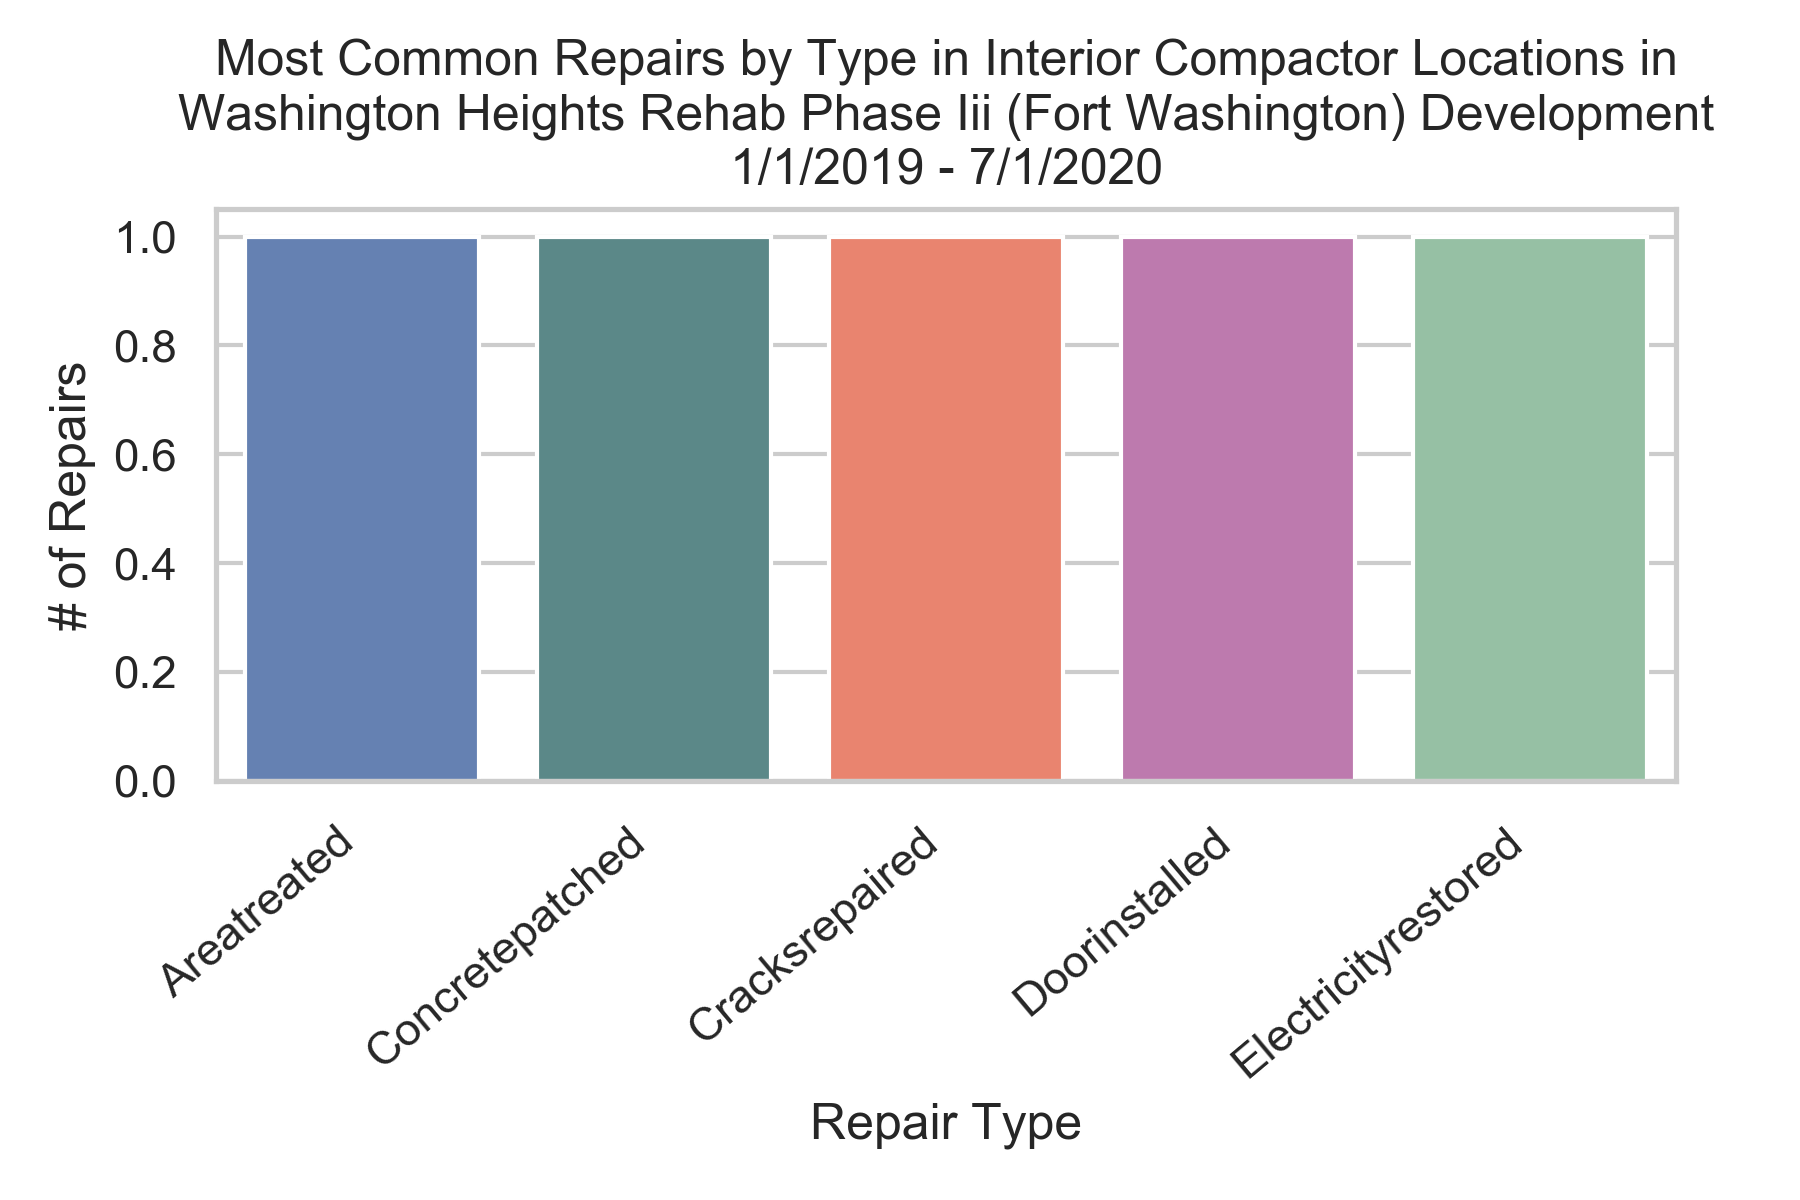 Most Common Repairs by Type in Interior Compactor Locations in
Washington Heights Rehab Phase Iii (Fort Washington) Development
1/1/2019 - 7/1/2020
# of Repairs
1.0
0.8
0.6
0.4
0.2
0.0
Areatreated
Concretepatched
Cracksrepaired
Doorinstalled
Electricityrestored
Repair Type